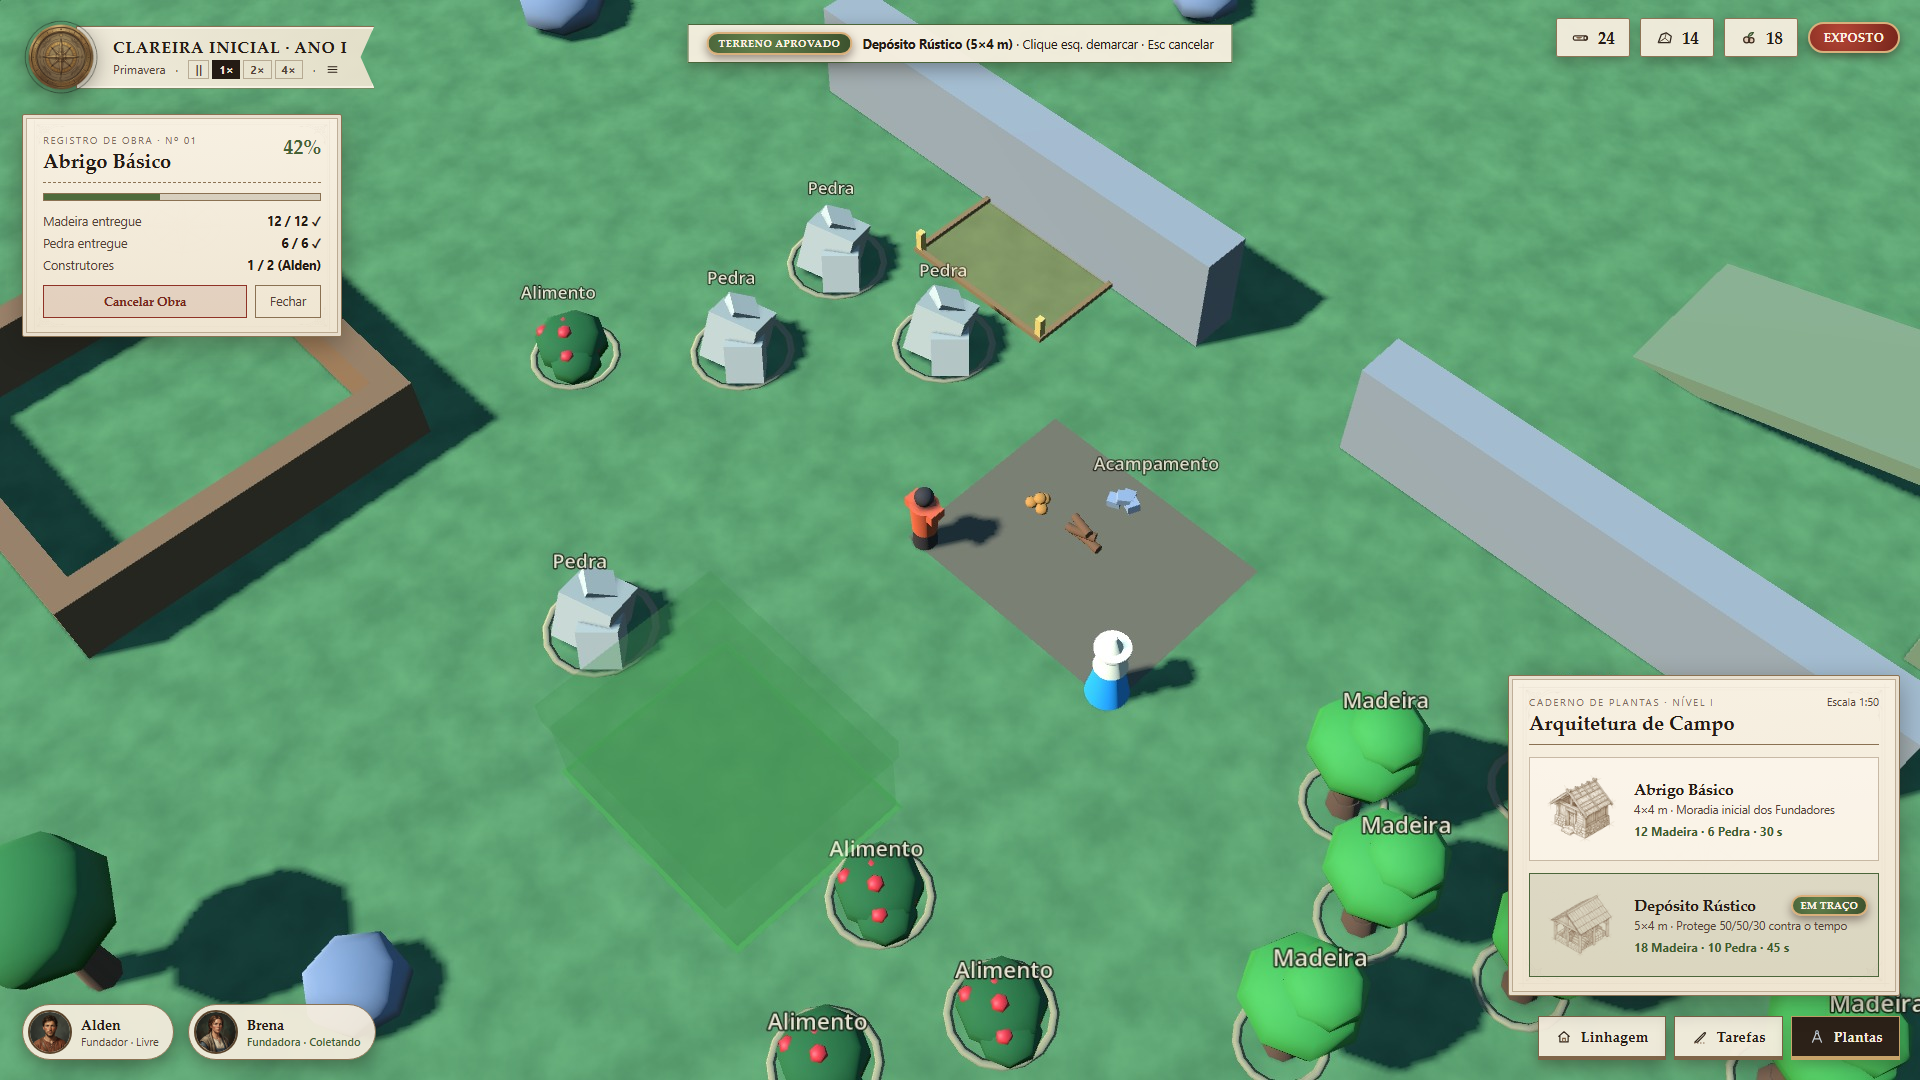 CLAREIRA INICIAL · ANO I
Primavera · || 1× 2× 4× · ≡
TERRENO APROVADO Depósito Rústico (5×4 m) · Clique esq. demarcar · Esc cancelar
24 14 18 EXPOSTO
REGISTRO DE OBRA · Nº 01
Abrigo Básico 42%
Madeira entregue 12 / 12 ✓
Pedra entregue 6 / 6 ✓
Construtores 1 / 2 (Alden)
Cancelar Obra Fechar
Pedra
Pedra
Pedra
Alimento
Acampamento
Pedra
Madeira
Madeira
Alimento
Madeira
Alimento
Alimento
Madeira
CADERNO DE PLANTAS · NÍVEL I Escala 1:50
Arquitetura de Campo
Abrigo Básico
4×4 m · Moradia inicial dos Fundadores
12 Madeira · 6 Pedra · 30 s
Depósito Rústico EM TRAÇO
5×4 m · Protege 50/50/30 contra o tempo
18 Madeira · 10 Pedra · 45 s
Alden
Fundador · Livre
Brena
Fundadora · Coletando
Linhagem Tarefas Plantas